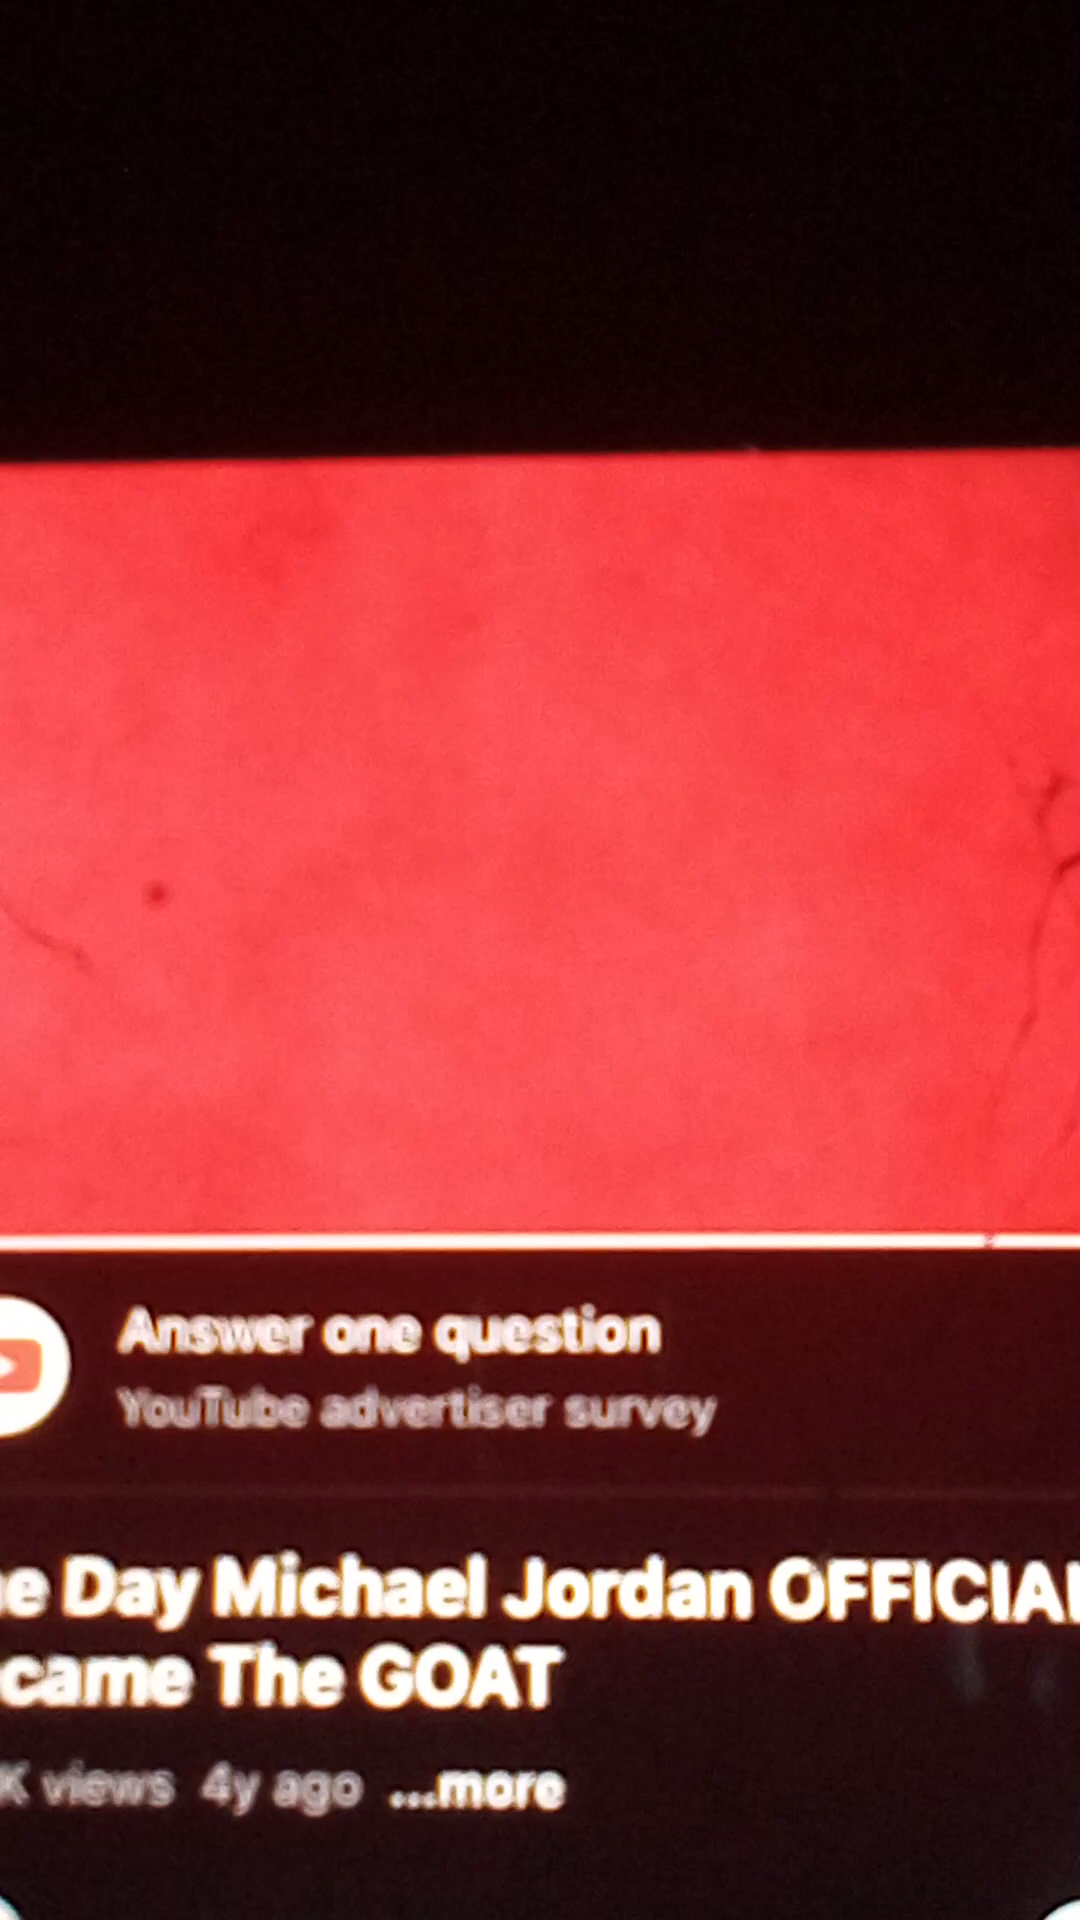 Answer one question
YouTube advertiser survey
e Day Michael Jordan OFFICIAL
came The GOAT
K views 4y ago ...more